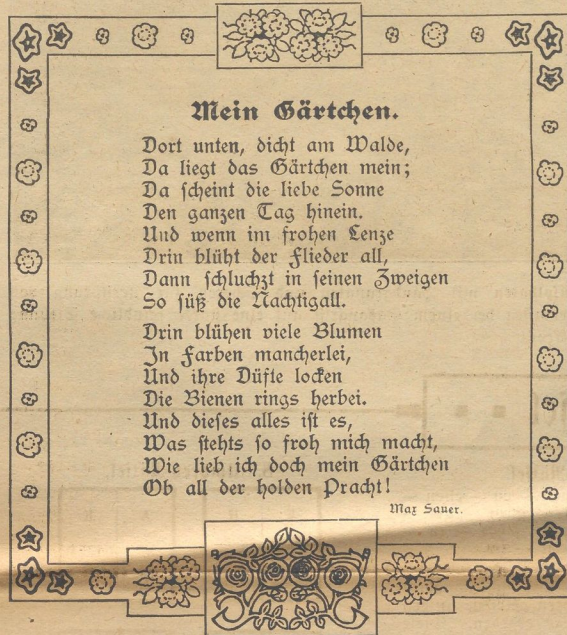 Mein Gärtchen.
Dort unten, dicht am Walde,
Da liegt das Gärtchen mein;
Da scheint die liebe Sonne
Den ganzen Tag hinein.
Und wenn im frohen Lenze
Drin blüht der Flieder all,
Dann schluchzt in seinen Zweigen
So süß die Nachtigall.
Drin blühen viele Blumen
In Farben mancherlei,
Und ihre Düfte locken
Die Bienen rings herbei.
Und dieses alles ist es,
Was stehts so froh mich macht,
Wie lieb ich doch mein Gärtchen
Ob all der holden Pracht!
Max Sauer.